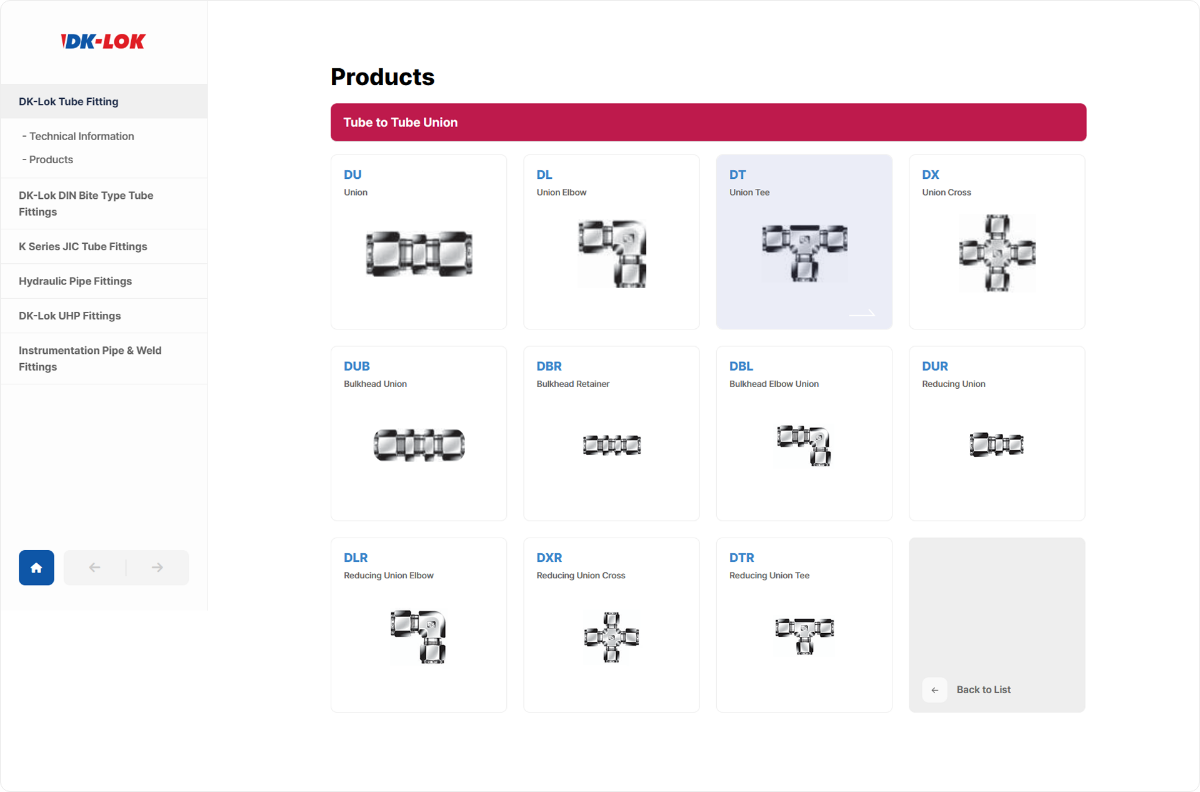 DK-LOK
DK-Lok Tube Fitting
- Technical Information
- Products
DK-Lok DIN Bite Type Tube
Fittings
K Series JIC Tube Fittings
Hydraulic Pipe Fittings
DK-Lok UHP Fittings
Instrumentation Pipe & Weld
Fittings
Products
Tube to Tube Union
DU
Union
DL
Union Elbow
DT
Union Tee
DX
Union Cross
DUB
Bulkhead Union
DBR
Bulkhead Retainer
DBL
Bulkhead Elbow Union
DUR
Reducing Union
DLR
Reducing Union Elbow
DXR
Reducing Union Cross
DTR
Reducing Union Tee
Back to List